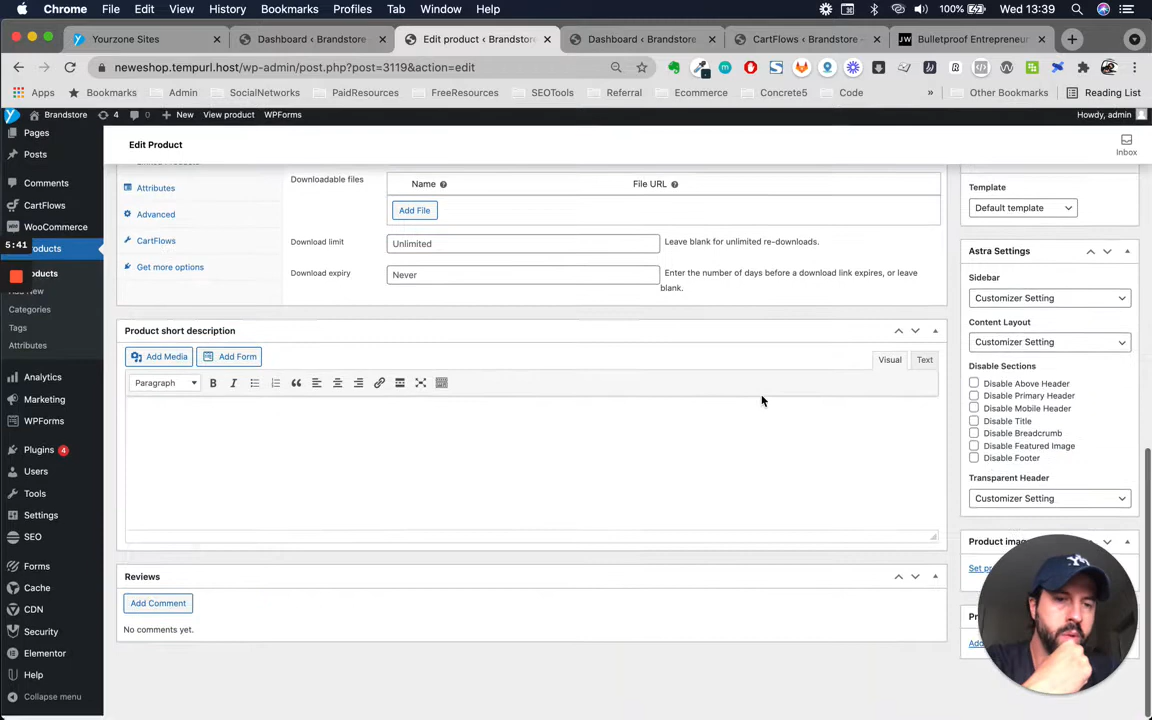 Chrome File Edit View History Bookmarks Profiles Tab Window Help 100% Wed 13:39
Yourzone Sites Dashboard ‹ Brandstore Edit product ‹ Brandstore Dashboard ‹ Brandstore CartFlows ‹ Brandstore Bulletproof Entrepreneur
neweshop.tempurl.host/wp-admin/post.php?post=3119&action=edit
Apps Bookmarks Admin SocialNetworks PaidResources FreeResources SEOTools Referral Ecommerce Concrete5 Code » Other Bookmarks Reading List
Brandstore 4 0 New View product WPForms Howdy, admin
Pages
Posts
Comments
CartFlows
WooCommerce
5:41
oducts
oducts
Add New
Categories
Tags
Attributes
Analytics
Marketing
WPForms
Plugins 4
Users
Tools
Settings
SEO
Forms
Cache
CDN
Security
Elementor
Help
Collapse menu
Edit Product
Inbox
Attributes
Advanced
CartFlows
Get more options
Downloadable files
Name File URL
Add File
Download limit Unlimited Leave blank for unlimited re-downloads.
Download expiry Never Enter the number of days before a download link expires, or leave
blank.
Product short description
Add Media Add Form
Visual Text
Paragraph
Reviews
Add Comment
No comments yet.
Template
Default template
Astra Settings
Sidebar
Customizer Setting
Content Layout
Customizer Setting
Disable Sections
Disable Above Header
Disable Primary Header
Disable Mobile Header
Disable Title
Disable Breadcrumb
Disable Featured Image
Disable Footer
Transparent Header
Customizer Setting
Product ima
Set pr